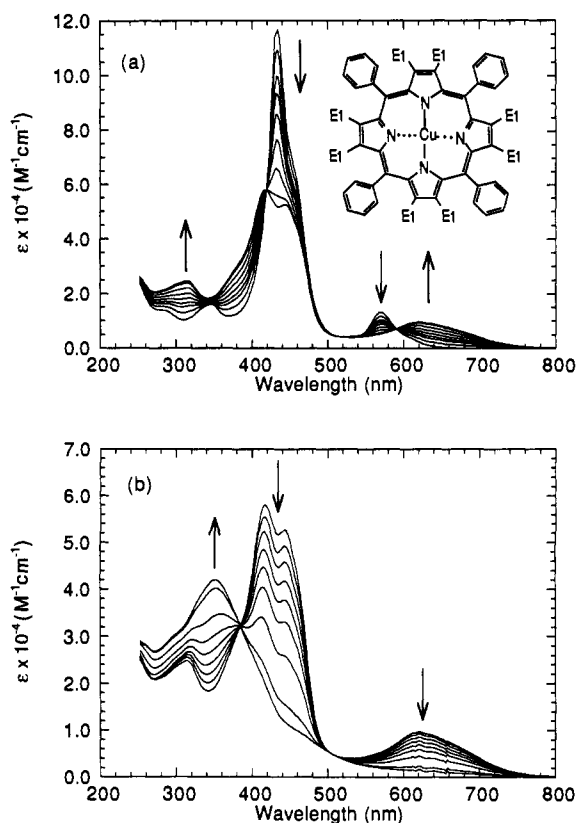 (a)
12.0
10.0
8.0
6.0
4.0
2.0
0.0
ε x 10⁻⁴ (M⁻¹cm⁻¹)
200 300 400 500 600 700 800
Wavelength (nm)
Et Et
Et Et
N
N Cu N
N
Et Et
Et Et
(b)
7.0
6.0
5.0
4.0
3.0
2.0
1.0
0.0
ε x 10⁻⁴ (M⁻¹cm⁻¹)
200 300 400 500 600 700 800
Wavelength (nm)